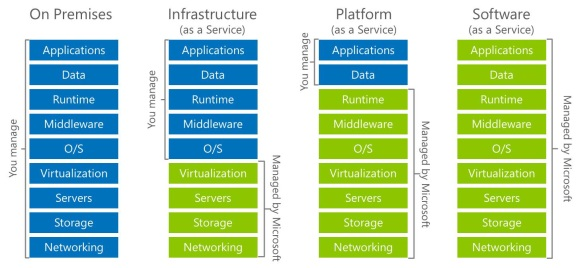 On Premises
You manage
Applications
Data
Runtime
Middleware
O/S
Virtualization
Servers
Storage
Networking
Infrastructure
(as a Service)
You manage
Applications
Data
Runtime
Middleware
O/S
Virtualization
Servers
Storage
Networking
Managed by Microsoft
Platform
(as a Service)
You manage
Applications
Data
Runtime
Middleware
O/S
Virtualization
Servers
Storage
Networking
Managed by Microsoft
Software
(as a Service)
Applications
Data
Runtime
Middleware
O/S
Virtualization
Servers
Storage
Networking
Managed by Microsoft